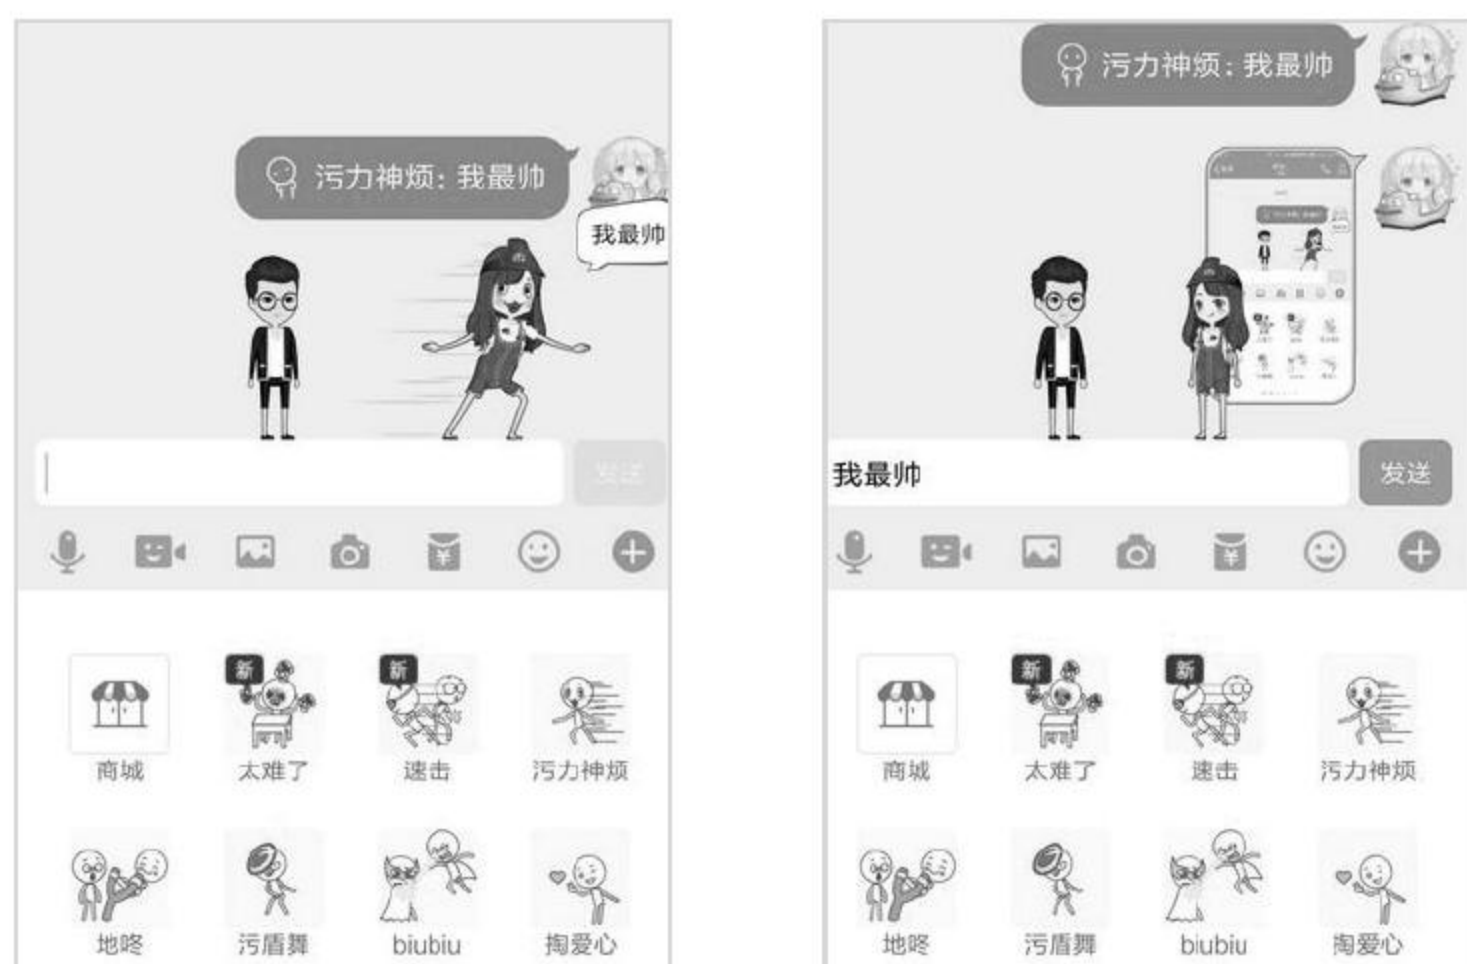 污力神烦：我最帅
我最帅
新
新
商城
太难了
速击
污力神烦
地咚
污盾舞
biubiu
掏爱心
污力神烦：我最帅
我最帅
发送
新
新
商城
太难了
速击
污力神烦
地咚
污盾舞
biubiu
掏爱心